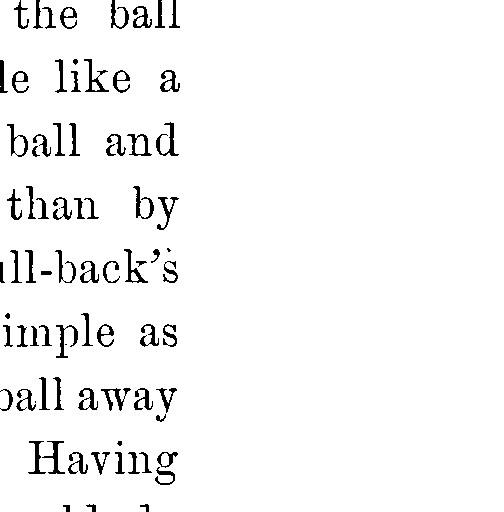 the ball
le like a
ball and
than by
ll-back's
imple as
ball away
Having